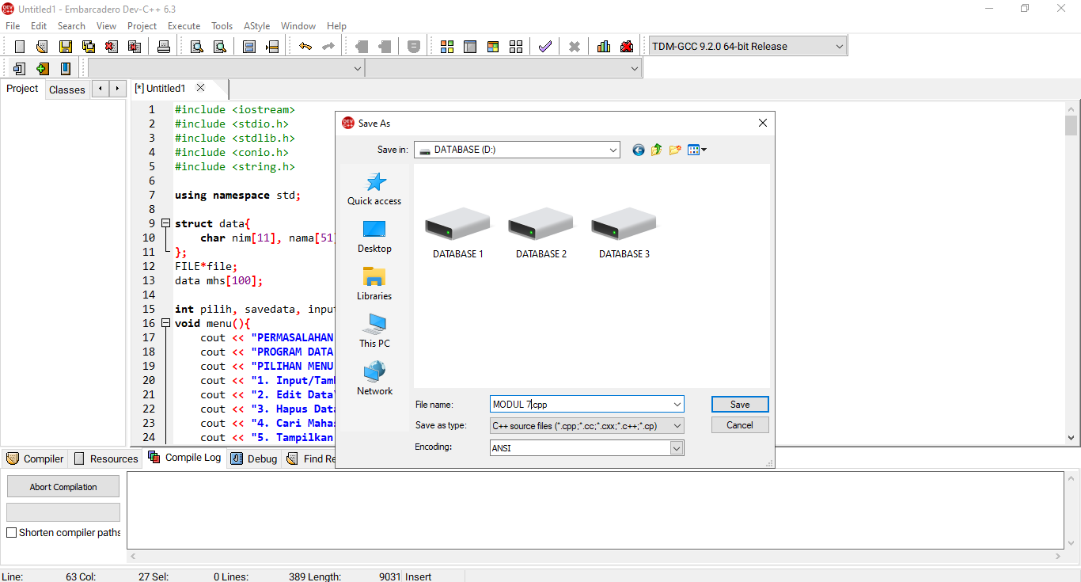 Untitled1 - Embarcadero Dev-C++ 6.3
File Edit Search View Project Execute Tools AStyle Window Help
TDM-GCC 9.2.0 64-bit Release
Project Classes [*] Untitled1
1 #include <iostream>
2 #include <stdio.h>
3 #include <stdlib.h>
4 #include <conio.h>
5 #include <string.h>
6
7 using namespace std;
8
9 struct data{
10 char nim[11], nama[51]
11 };
12 FILE*file;
13 data mhs[100];
14
15 int pilih, savedata, input
16 void menu(){
17 cout << "PERMASALAHAN
18 cout << "PROGRAM DATA
19 cout << "PILIHAN MENU
20 cout << "1. Input/Tam
21 cout << "2. Edit Data
22 cout << "3. Hapus Data
23 cout << "4. Cari Maha
24 cout << "5. Tampilkan
Save As
Save in: DATABASE (D:)
Quick access
Desktop
Libraries
This PC
Network
DATABASE 1 DATABASE 2 DATABASE 3
File name: MODUL 7.cpp Save
Save as type: C++ source files (*.cpp;*.cc;*.cxx;*.c++;*.cp) Cancel
Encoding: ANSI
Compiler Resources Compile Log Debug Find Re
Abort Compilation
Shorten compiler paths
Line: 63 Col: 27 Sel: 0 Lines: 389 Length: 9031 Insert